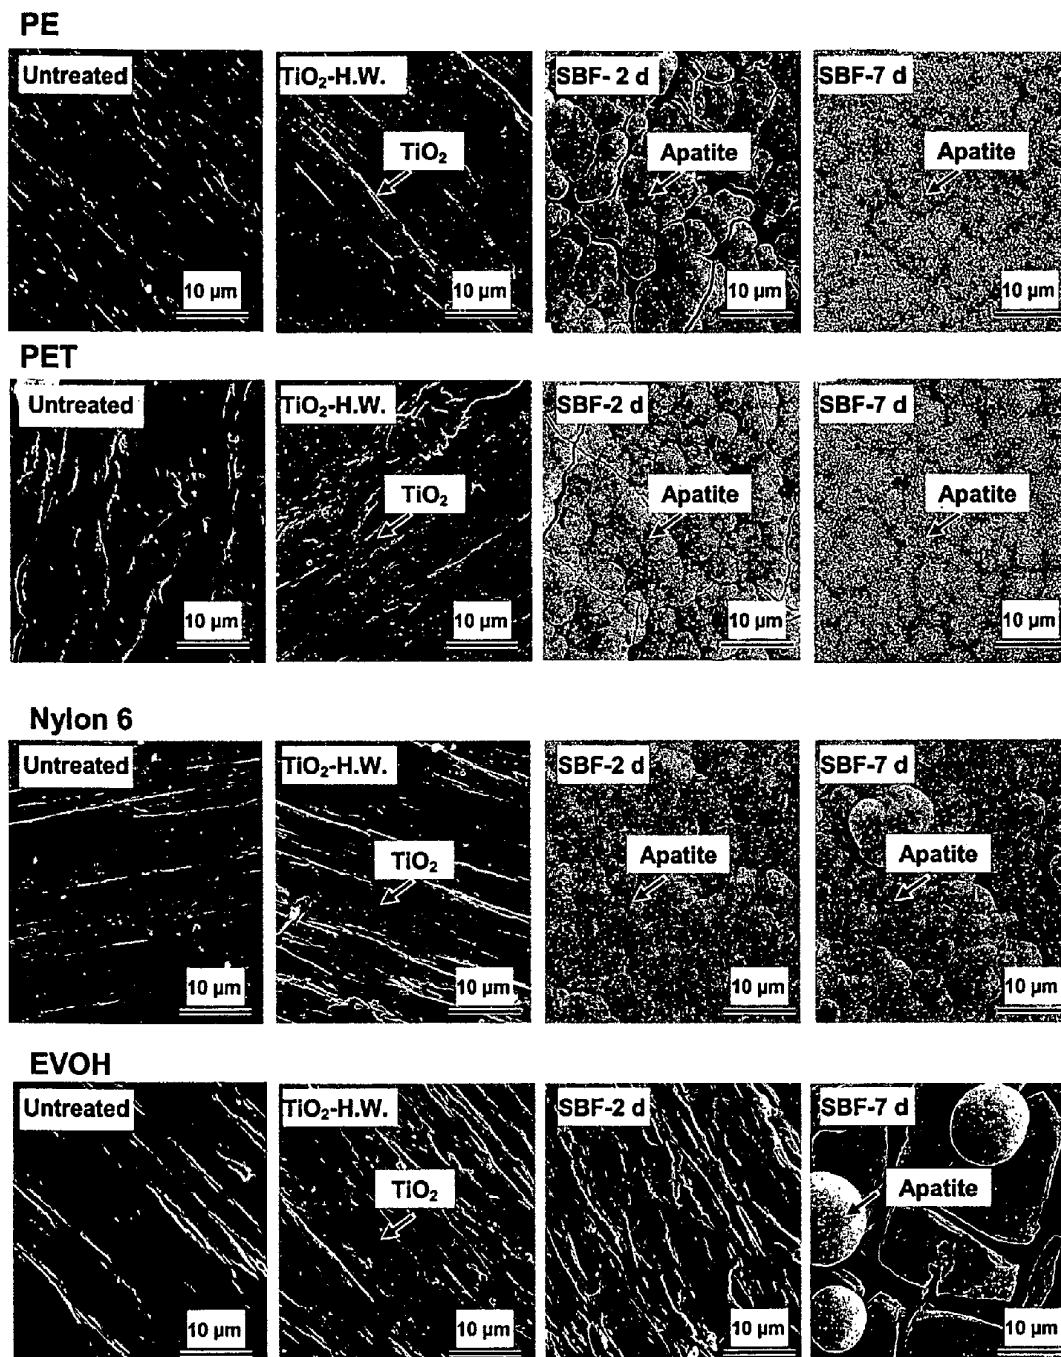 PE
Untreated
TiO₂-H.W.
SBF- 2 d
SBF-7 d
TiO₂
Apatite
Apatite
10 µm
10 µm
10 µm
10 µm
PET
Untreated
TiO₂-H.W.
SBF-2 d
SBF-7 d
TiO₂
Apatite
Apatite
10 µm
10 µm
10 µm
10 µm
Nylon 6
Untreated
TiO₂-H.W.
SBF-2 d
SBF-7 d
TiO₂
Apatite
Apatite
10 µm
10 µm
10 µm
10 µm
EVOH
Untreated
TiO₂-H.W.
SBF-2 d
SBF-7 d
TiO₂
Apatite
10 µm
10 µm
10 µm
10 µm